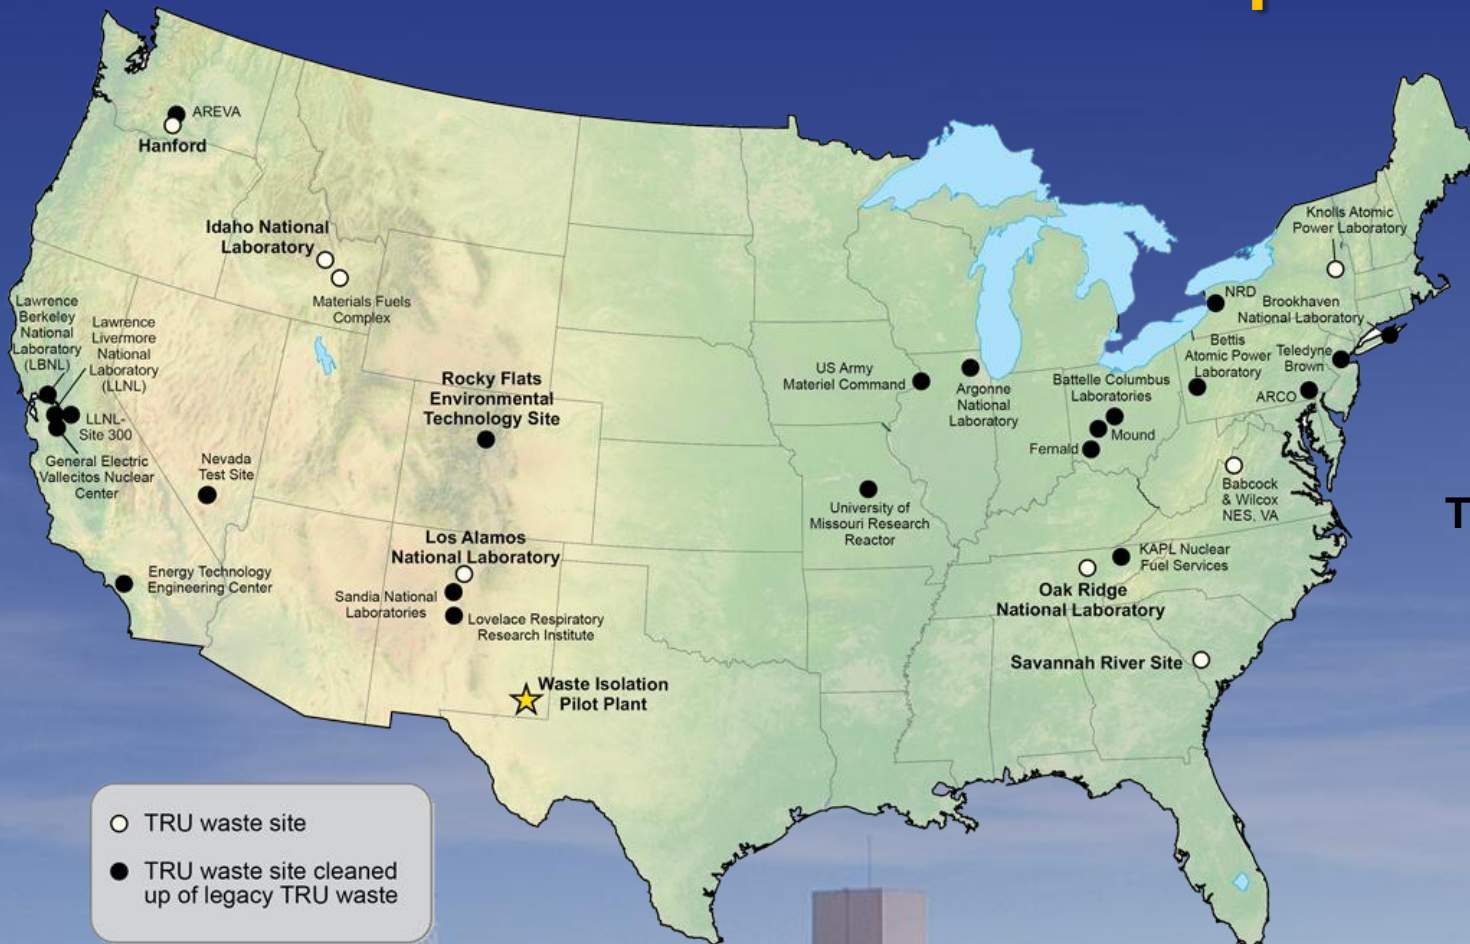 AREVA
Hanford
Idaho National
Laboratory
Materials Fuels
Complex
Lawrence
Berkeley
National
Laboratory
(LBNL)
Lawrence
Livermore
National
Laboratory
(LLNL)
LLNL-
Site 300
General Electric
Vallecitos Nuclear
Center
Nevada
Test Site
Energy Technology
Engineering Center
Rocky Flats
Environmental
Technology Site
Los Alamos
National Laboratory
Sandia National
Laboratories
Lovelace Respiratory
Research Institute
Waste Isolation
Pilot Plant
US Army
Materiel Command
Argonne
National
Laboratory
University of
Missouri Research
Reactor
Battelle Columbus
Laboratories
Mound
Fernald
Knolls Atomic
Power Laboratory
NRD
Brookhaven
National Laboratory
Bettis
Atomic Power
Laboratory
Teledyne
Brown
ARCO
Babcock
& Wilcox
NES, VA
KAPL Nuclear
Fuel Services
Oak Ridge
National Laboratory
Savannah River Site
T
TRU waste site
TRU waste site cleaned
up of legacy TRU waste